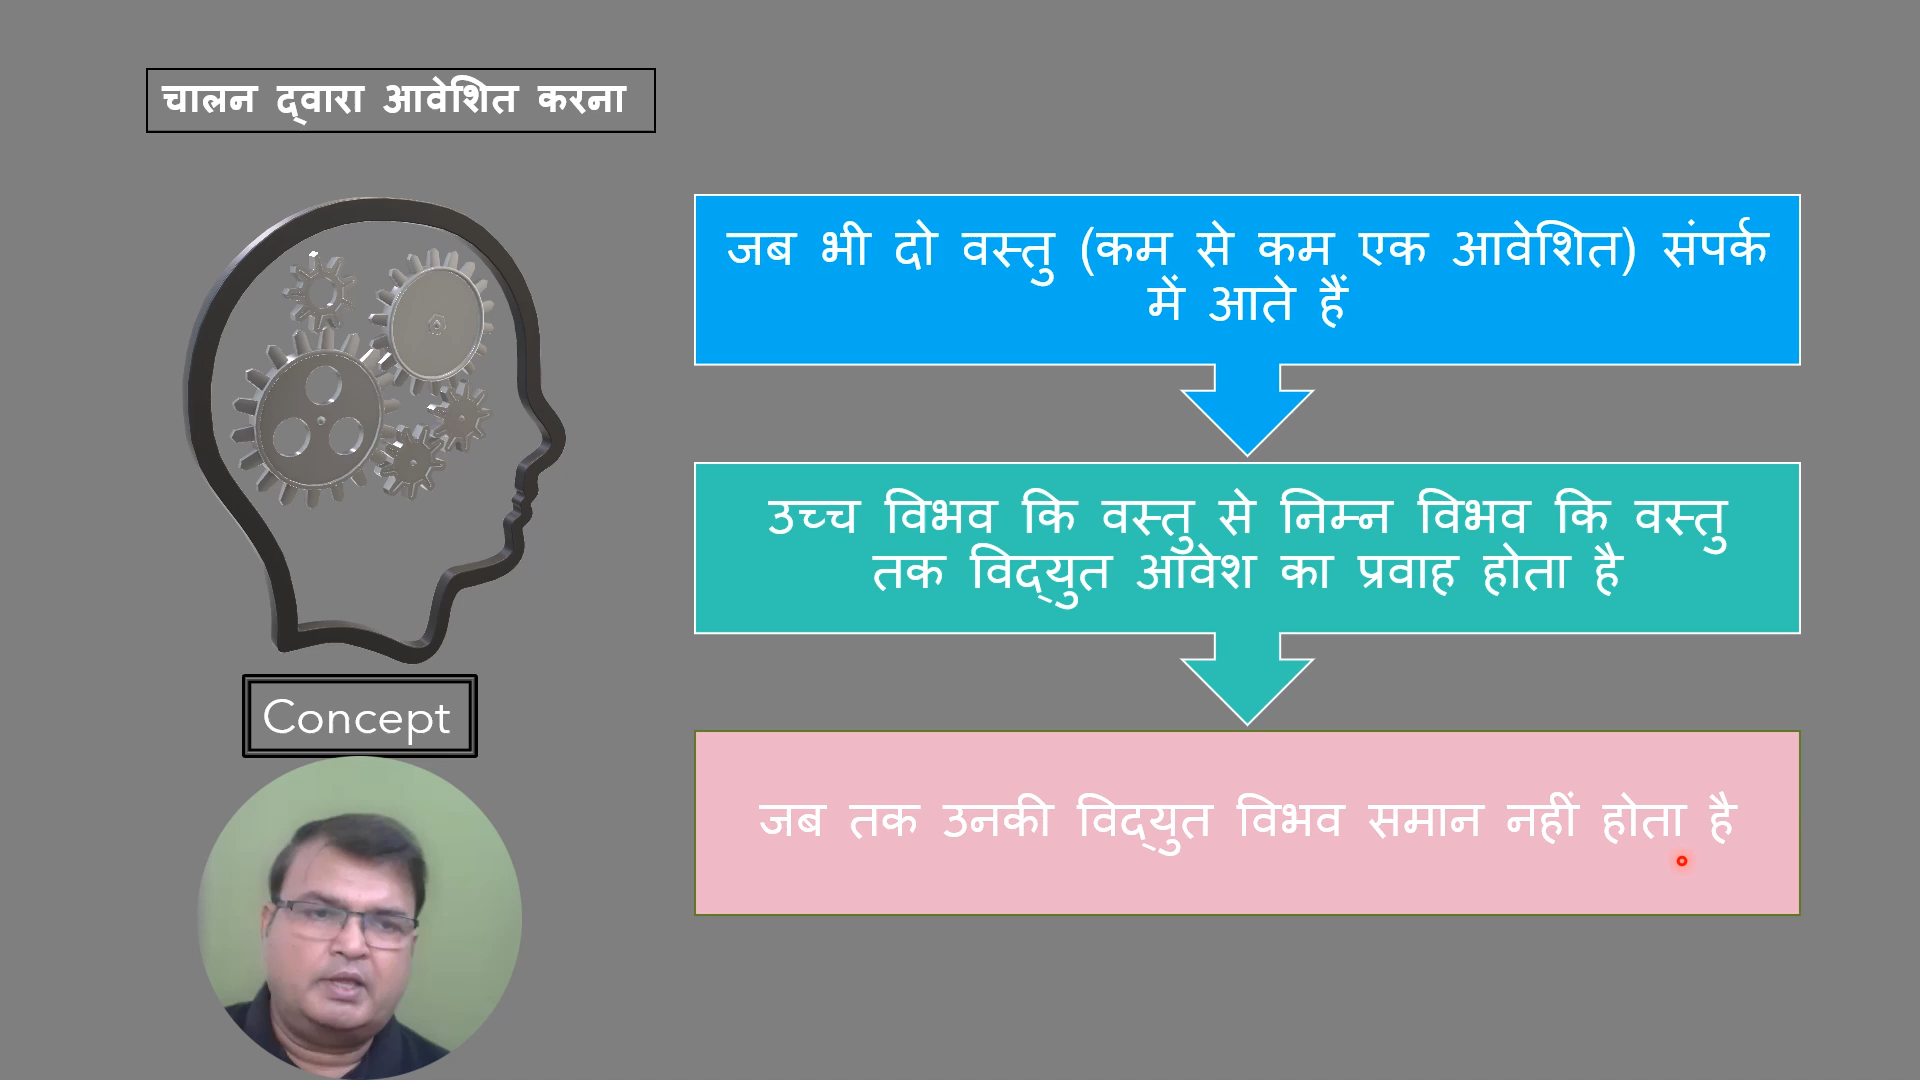 चालन द्वारा आवेशित करना
जब भी दो वस्तु (कम से कम एक आवेशित) संपर्क
में आते हैं
उच्च विभव कि वस्तु से निम्न विभव कि वस्तु
तक विद्युत आवेश का प्रवाह होता है
जब तक उनकी विद्युत विभव समान नहीं होता है
Concept